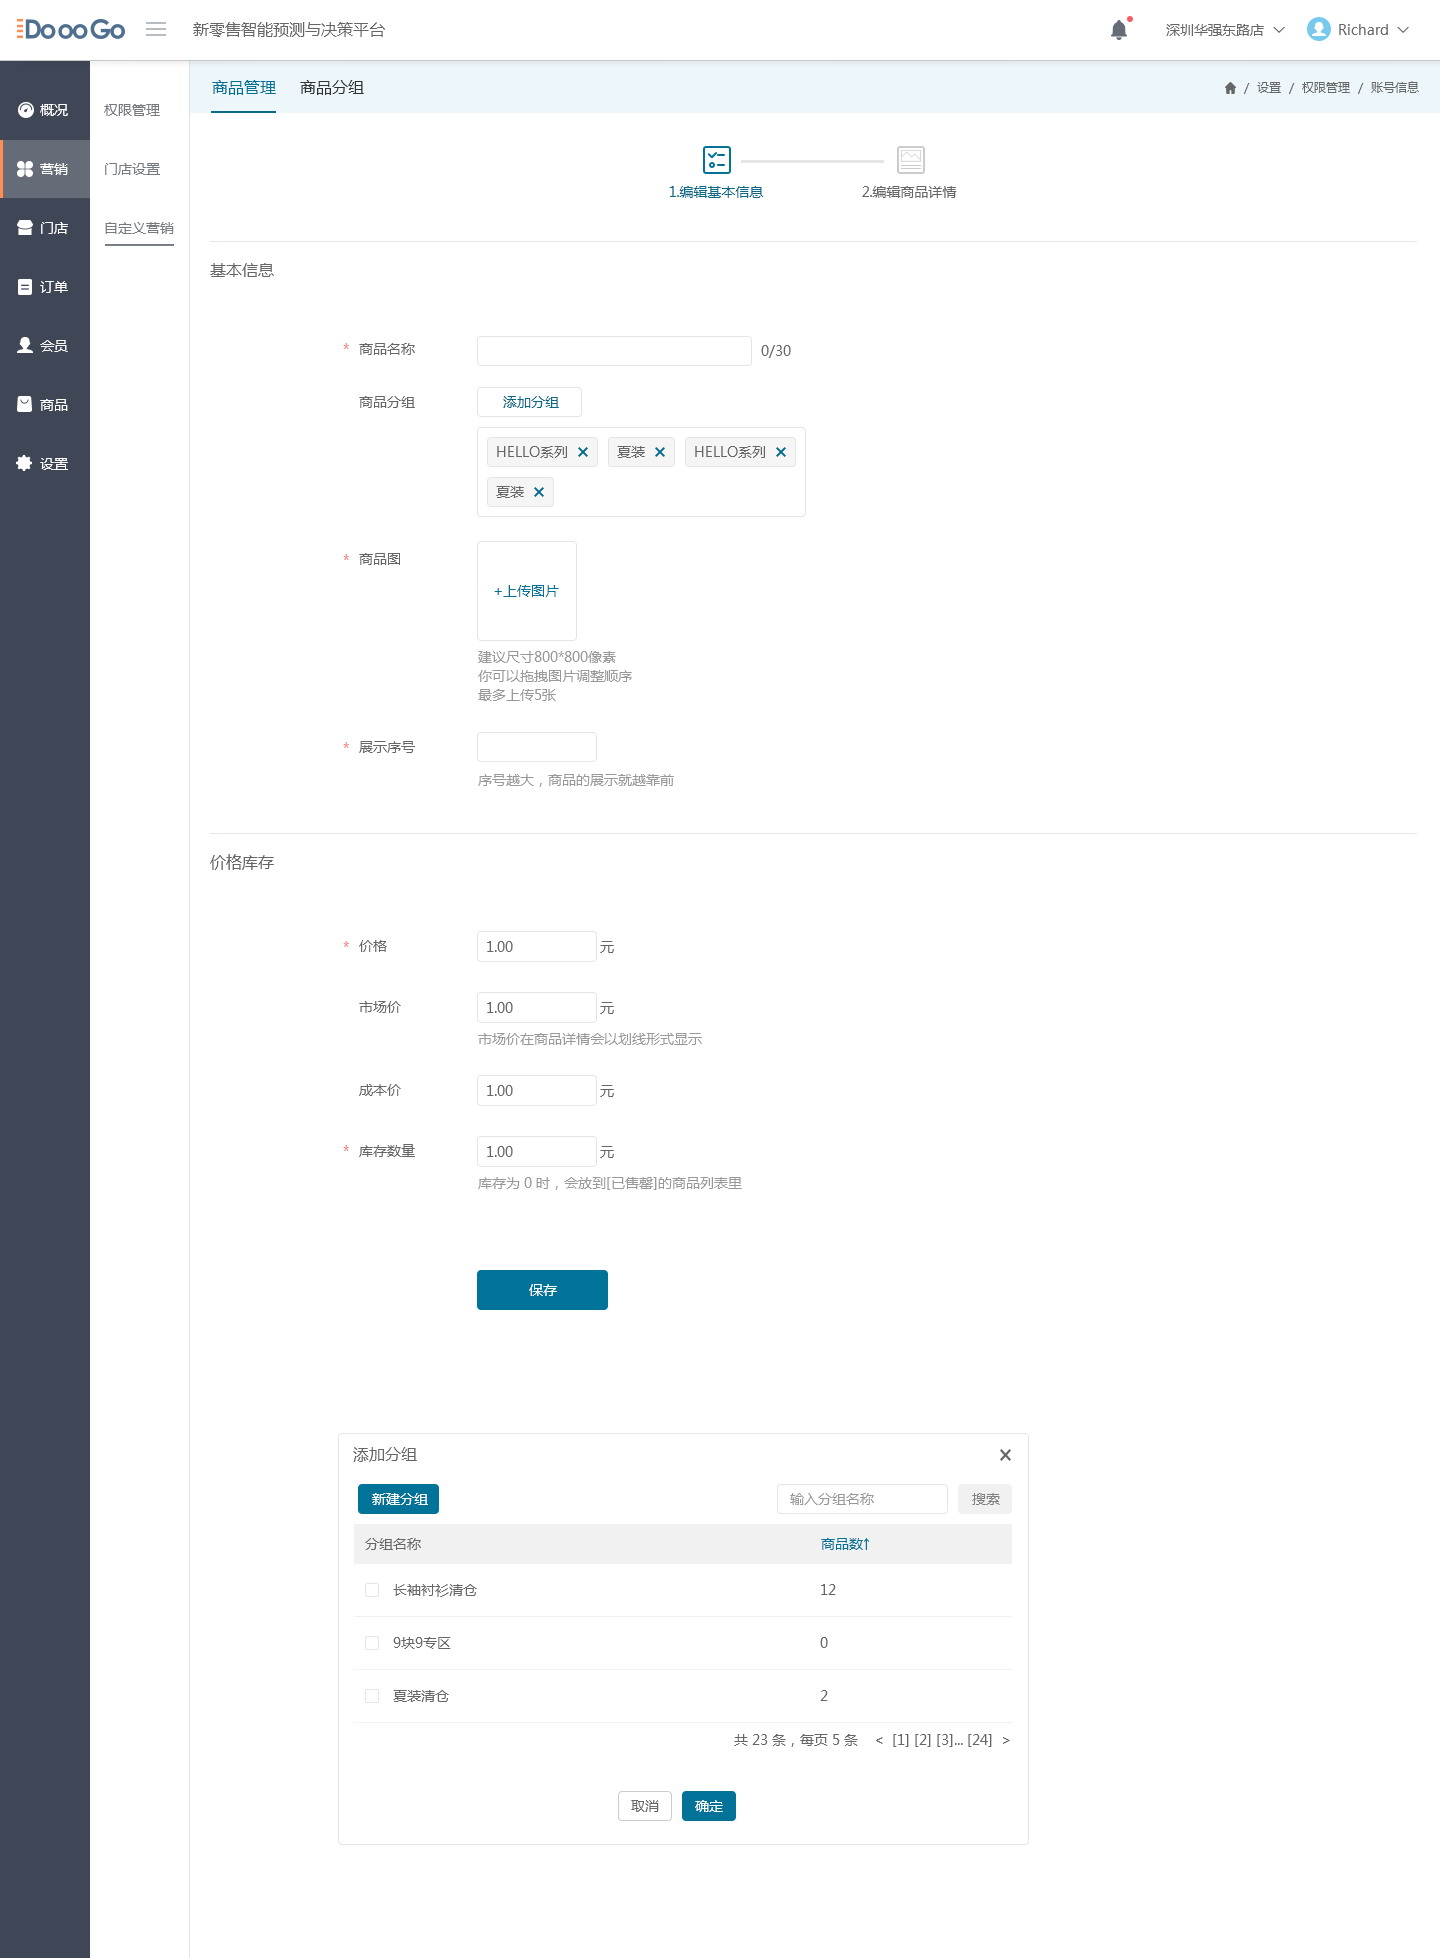 DoooGo
新零售智能预测与决策平台
深圳华强东路店
Richard
概况
营销
门店
订单
会员
商品
设置
权限管理
门店设置
自定义营销
商品管理 商品分组
/ 设置 / 权限管理 / 账号信息
1.编辑基本信息
2.编辑商品详情
基本信息
* 商品名称
0/30
商品分组
添加分组
HELLO系列 × 夏装 × HELLO系列 ×
夏装 ×
* 商品图
+上传图片
建议尺寸800*800像素
你可以拖拽图片调整顺序
最多上传5张
* 展示序号
序号越大，商品的展示就越靠前
价格库存
* 价格 1.00 元
市场价 1.00 元
市场价在商品详情会以划线形式显示
成本价 1.00 元
* 库存数量 1.00 元
库存为 0 时，会放到[已售罄]的商品列表里
保存
添加分组 ×
新建分组 输入分组名称 搜索
分组名称 商品数↑
长袖衬衫清仓 12
9块9专区 0
夏装清仓 2
共 23 条，每页 5 条 < [1] [2] [3]... [24] >
取消 确定